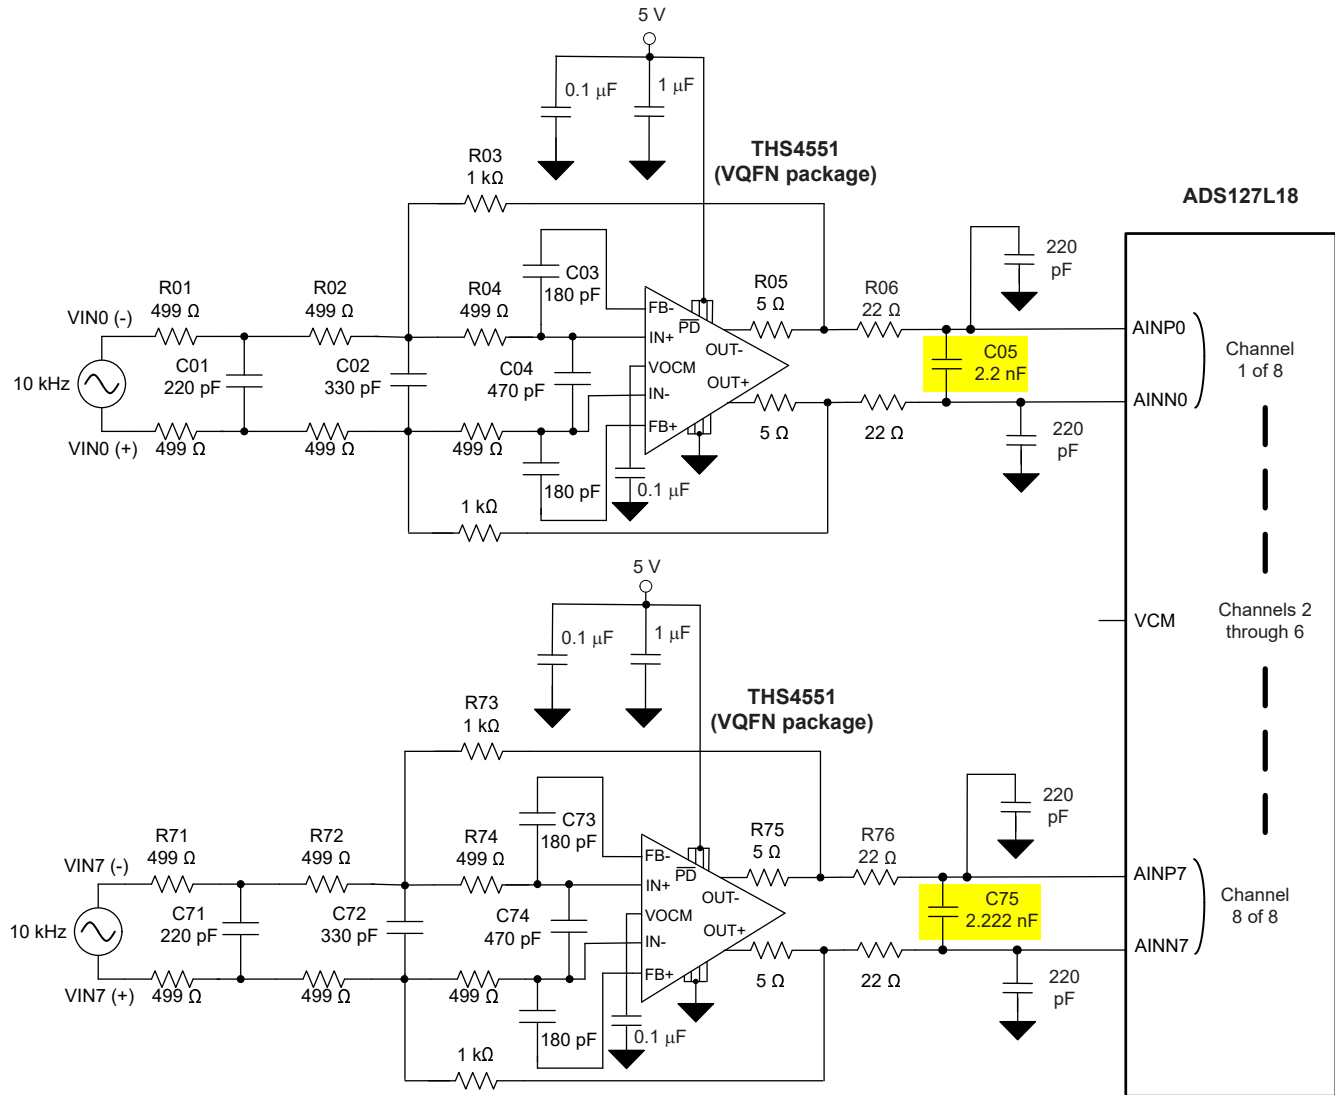 5 V
0.1 μF
1 μF
THS4551
(VQFN package)
R03
1 kΩ
ADS127L18
220
pF
C03
180 pF
R01
499 Ω
R02
499 Ω
R04
499 Ω
R05
5 Ω
R06
22 Ω
VIN0 (-)
FB-
PD
IN+
OUT-
AINP0
10 kHz
C01
220 pF
C02
330 pF
C04
470 pF
VOCM
OUT+
IN-
FB+
C05
2.2 nF
Channel
1 of 8
AINN0
VIN0 (+)
499 Ω
499 Ω
499 Ω
5 Ω
22 Ω
220
pF
180 pF
0.1 μF
1 kΩ
5 V
0.1 μF
1 μF
VCM
Channels 2
through 6
THS4551
(VQFN package)
R73
1 kΩ
220
pF
C73
180 pF
R71
499 Ω
R72
499 Ω
R74
499 Ω
R75
5 Ω
R76
22 Ω
VIN7 (-)
FB-
PD
IN+
OUT-
AINP7
10 kHz
C71
220 pF
C72
330 pF
C74
470 pF
VOCM
OUT+
IN-
FB+
C75
2.222 nF
Channel
8 of 8
AINN7
VIN7 (+)
499 Ω
499 Ω
499 Ω
5 Ω
22 Ω
220
pF
180 pF
0.1 μF
1 kΩ